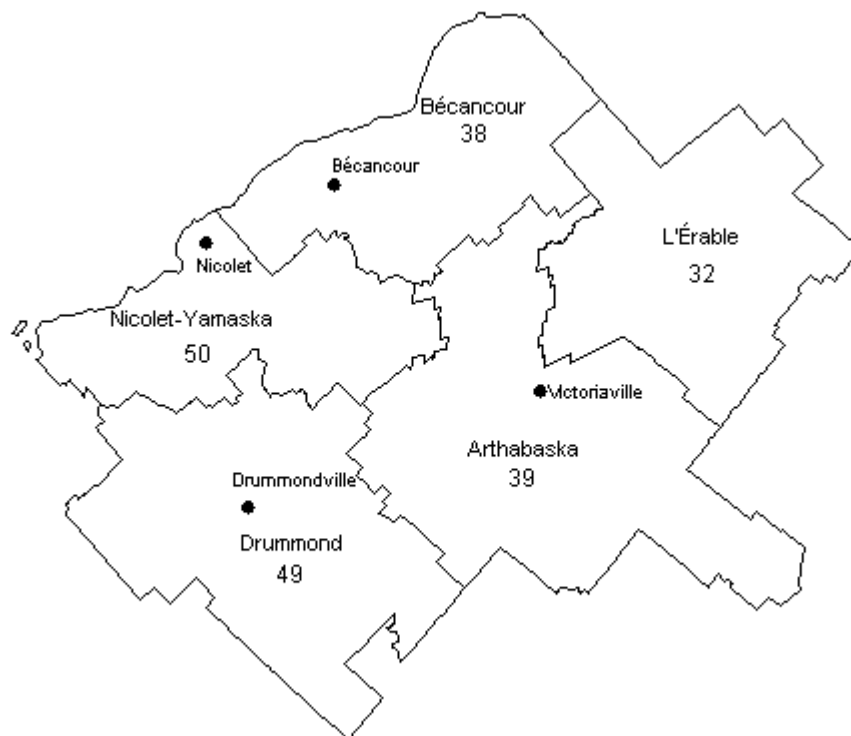 Bécancour
38
Bécancour
L'Érable
32
Nicolet
Nicolet-Yamaska
50
Victoriaville
Arthabaska
39
Drummondville
Drummond
49